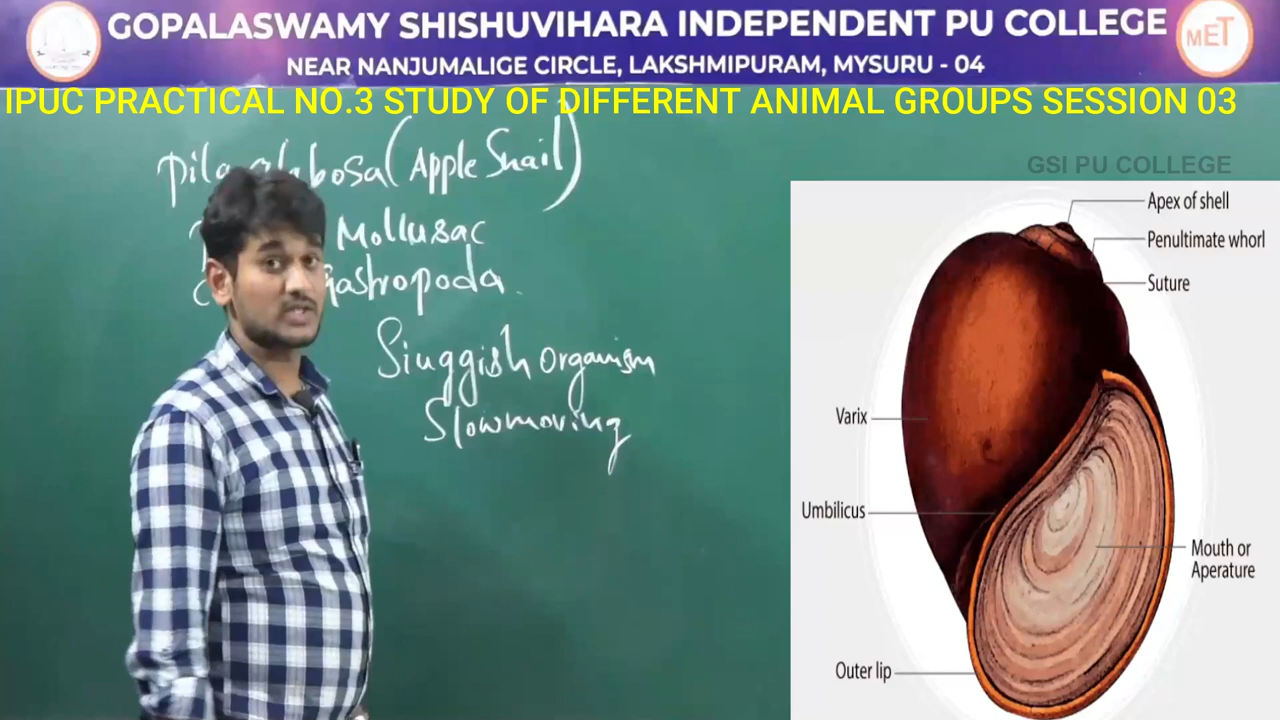 GOPALASWAMY SHISHUVIHARA INDEPENDENT PU COLLEGE
MET
NEAR NANJUMALIGE CIRCLE, LAKSHMIPURAM, MYSURU - 04
IPUC PRACTICAL NO.3 STUDY OF DIFFERENT ANIMAL GROUPS SESSION 03
GSI PU COLLEGE
(Apple Snail)
Mollusac
Gastropoda
Sluggish organism
Slowmoving
Apex of shell
Penultimate whorl
Suture
Varix
Umbilicus
Mouth or
Aperature
Outer lip